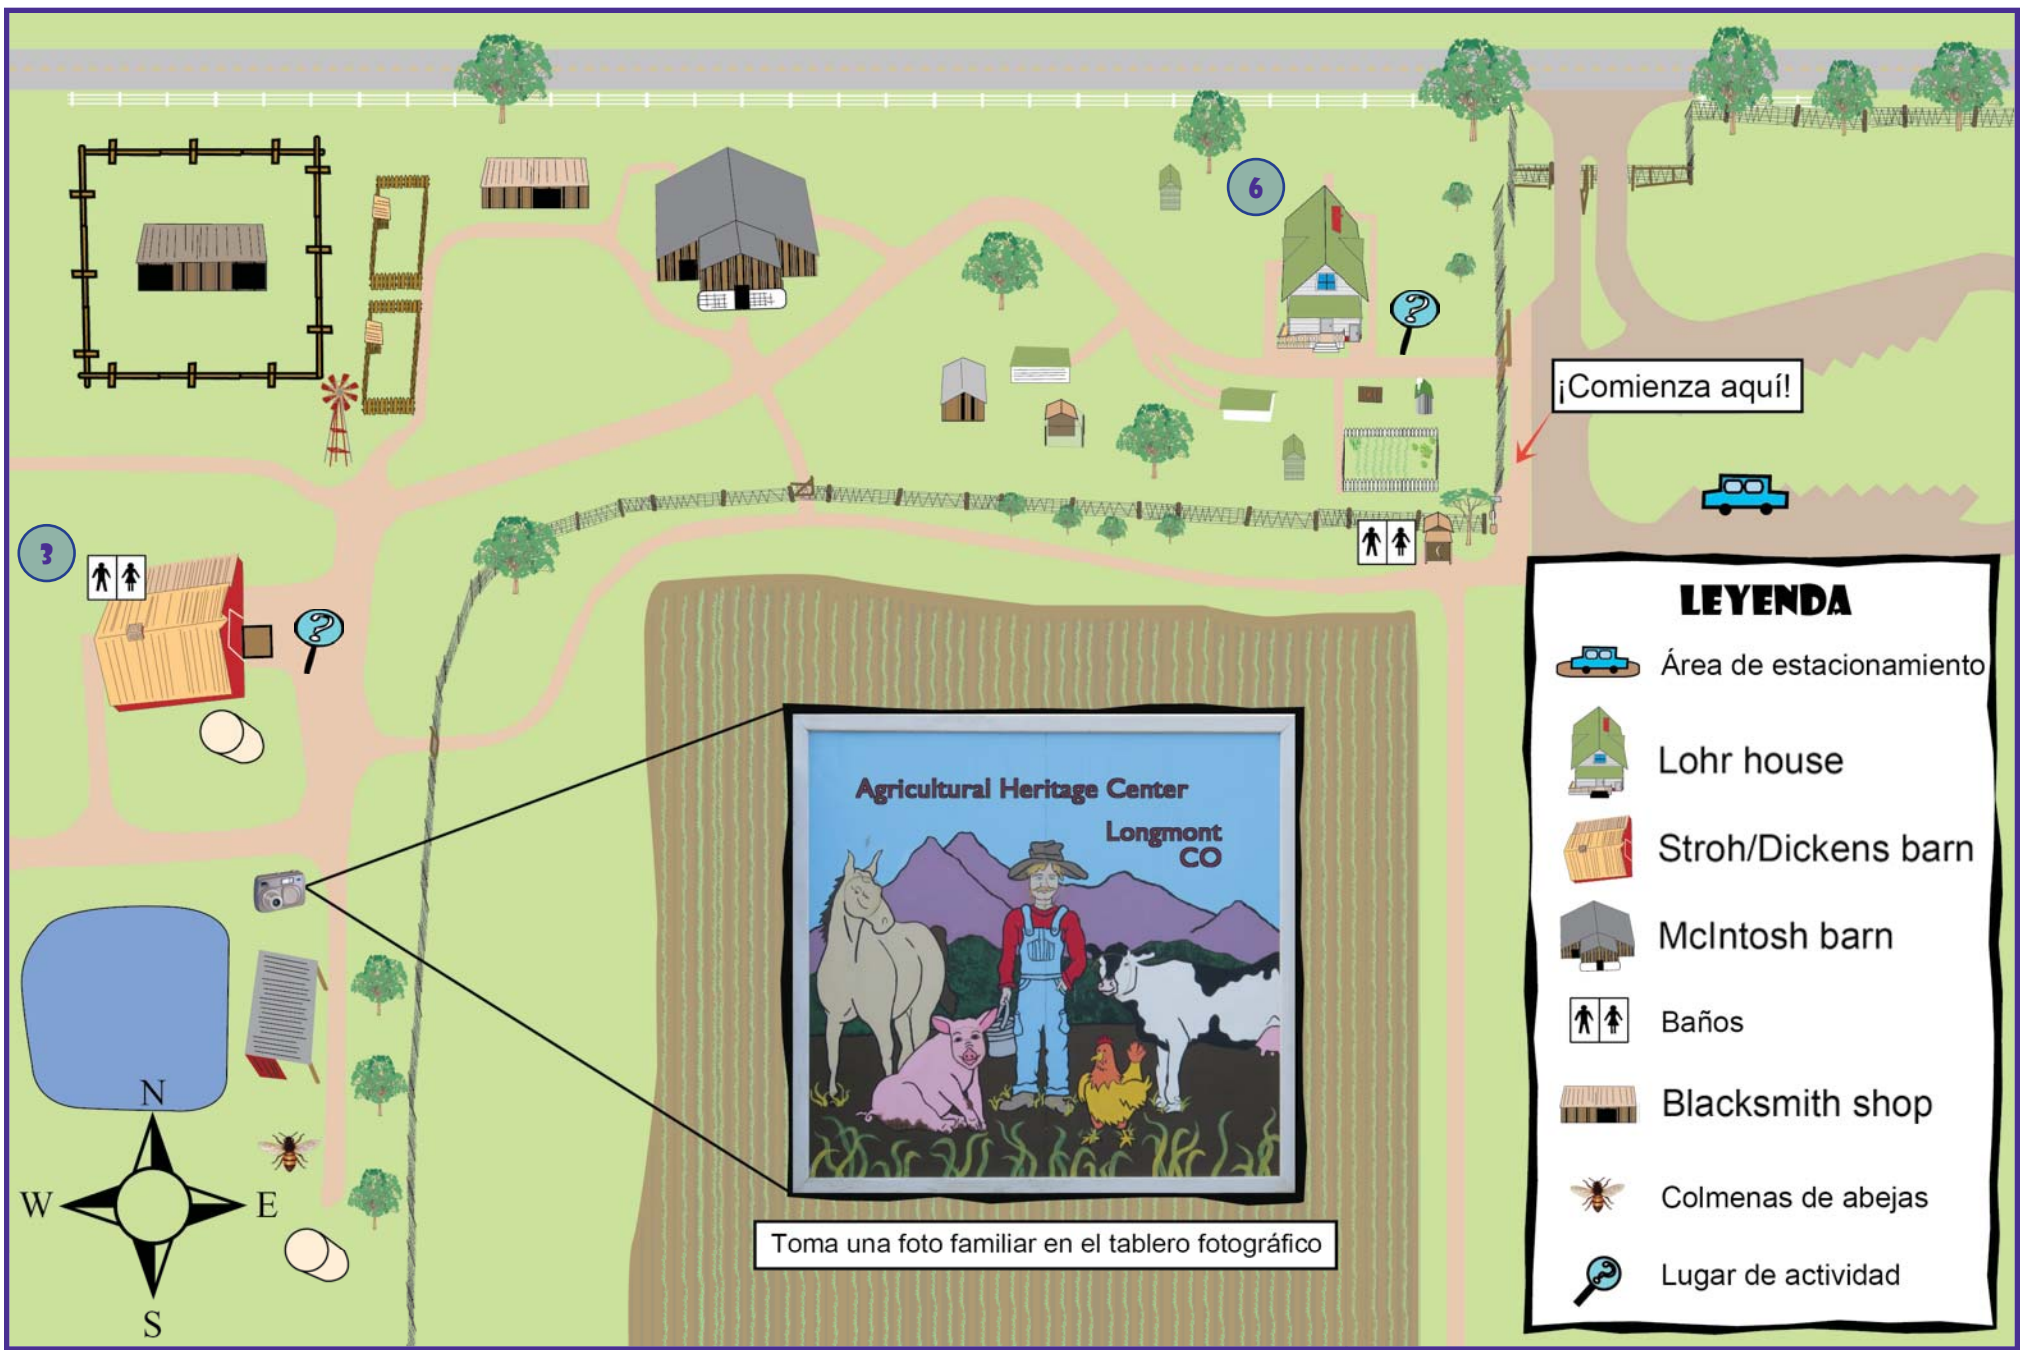 6
¡Comienza aquí!
3
LEYENDA
Área de estacionamiento
Lohr house
Stroh/Dickens barn
McIntosh barn
Baños
Blacksmith shop
Colmenas de abejas
Lugar de actividad
Agricultural Heritage Center
Longmont
CO
Toma una foto familiar en el tablero fotográfico
N
W
E
S